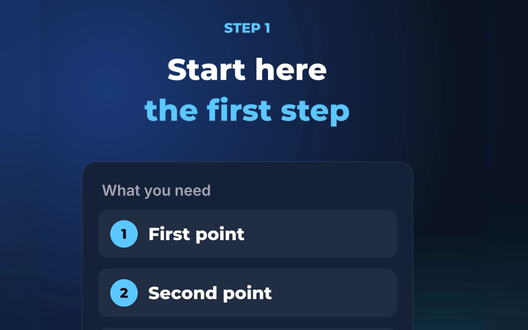 STEP 1
Start here
the first step
What you need
1 First point
2 Second point